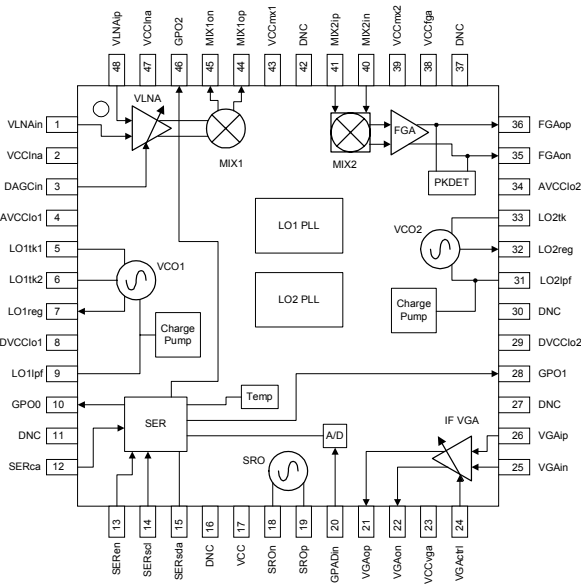 VLNAip
VCClna
GPO2
MIX1on
MIX1op
VCCmx1
DNC
MIX2ip
MIX2in
VCCmx2
VCCfga
DNC
48
47
46
45
44
43
42
41
40
39
38
37
VLNAin
1
VCClna
2
DAGCin
3
AVCClo1
4
LO1tk1
5
LO1tk2
6
LO1reg
7
DVCClo1
8
LO1lpf
9
GPO0
10
DNC
11
SERca
12
VLNA
MIX1
MIX2
FGA
PKDET
LO1 PLL
LO2 PLL
VCO1
VCO2
Charge
Pump
Charge
Pump
Temp
SER
A/D
SRO
IF VGA
36
FGAop
35
FGAon
34
AVCClo2
33
LO2tk
32
LO2reg
31
LO2lpf
30
DNC
29
DVCClo2
28
GPO1
27
DNC
26
VGAip
25
VGAin
13
14
15
16
17
18
19
20
21
22
23
24
SERen
SERscl
SERsda
DNC
VCC
SROn
SROp
GPADin
VGAop
VGAon
VCCvga
VGActrl